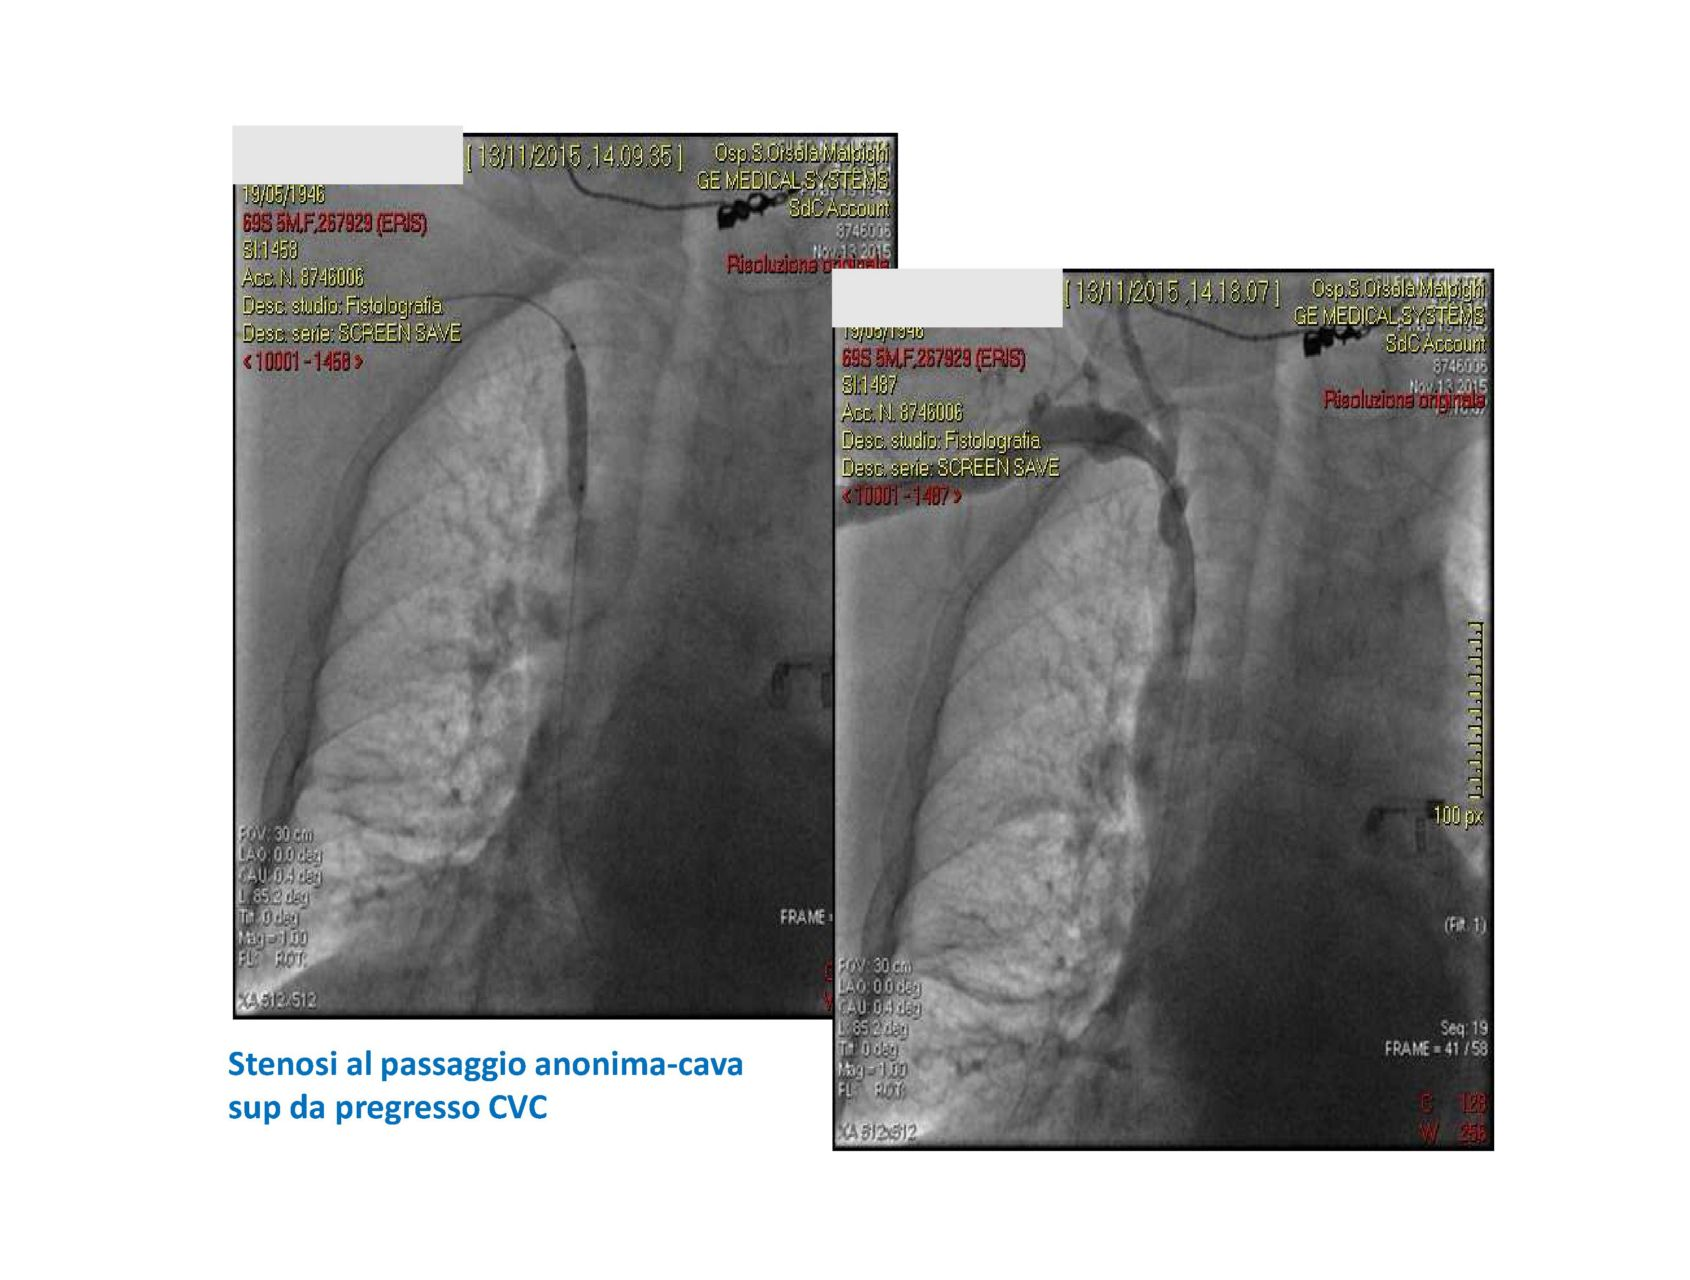 [ 13/11/2015 ,14.09.35 ]
Osp.S.Orsola Malpighi
GE MEDICAL SYSTEMS
SdC Account
8746006
Nov 13 2015
Risoluzione originale
19/05/1946
69S 5M,F,267929 (ERIS)
SI:1458
Acc. N. 8746006
Desc. studio: Fistolografia
Desc. serie: SCREEN SAVE
< 10001 - 1458 >
FOV: 30 cm
LAO: 0.0 deg
CAU: 0.4 deg
L: 85.2 deg
Tilt: 0 deg
Mag = 1.00
FL: ROT:
XA 512x512
FRAME =
[ 13/11/2015 ,14.18.07 ]
Osp.S.Orsola Malpighi
GE MEDICAL SYSTEMS
SdC Account
8746006
Nov 13 2015
Risoluzione originale
19/05/1946
69S 5M,F,267929 (ERIS)
SI:1487
Acc. N. 8746006
Desc. studio: Fistolografia
Desc. serie: SCREEN SAVE
< 10001 - 1487 >
100 px
(Filt. 1)
FOV: 30 cm
LAO: 0.0 deg
CAU: 0.4 deg
L: 85.2 deg
Tilt: 0 deg
Mag = 1.00
FL: ROT:
XA 512x512
Seq: 19
FRAME = 41 / 58
C 128
W 256
Stenosi al passaggio anonima-cava
sup da pregresso CVC